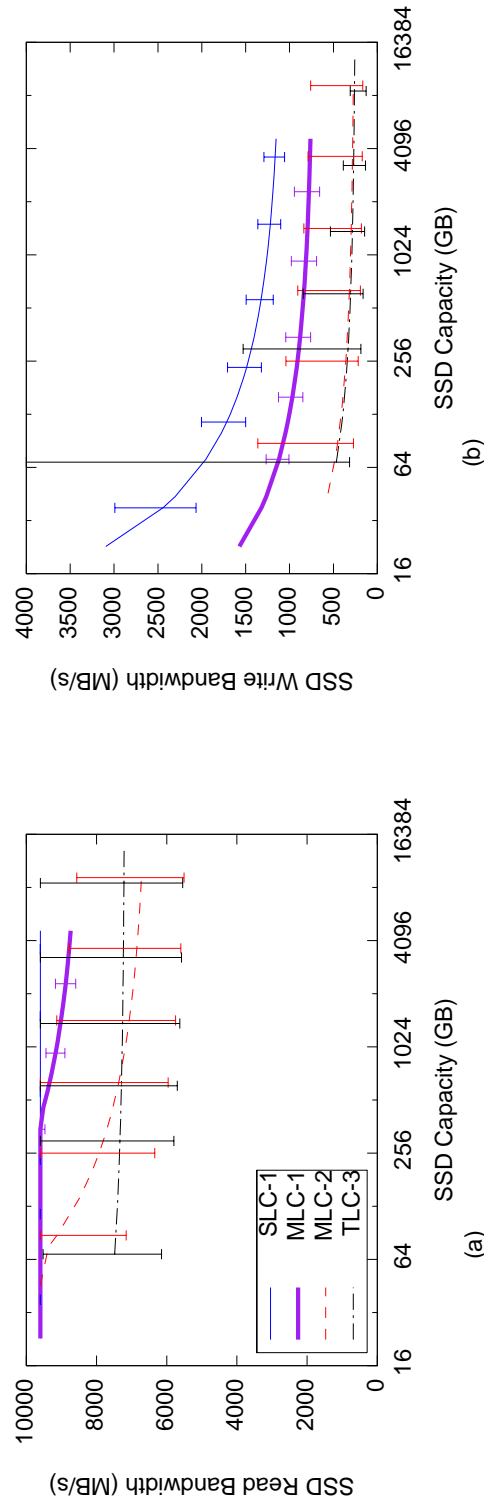 10000
8000
6000
4000
2000
0
SSD Read Bandwidth (MB/s)
16
64
256
1024
4096
16384
SSD Capacity (GB)
SLC-1
MLC-1
MLC-2
TLC-3
(a)
4000
3500
3000
2500
2000
1500
1000
500
0
SSD Write Bandwidth (MB/s)
16
64
256
1024
4096
16384
SSD Capacity (GB)
(b)